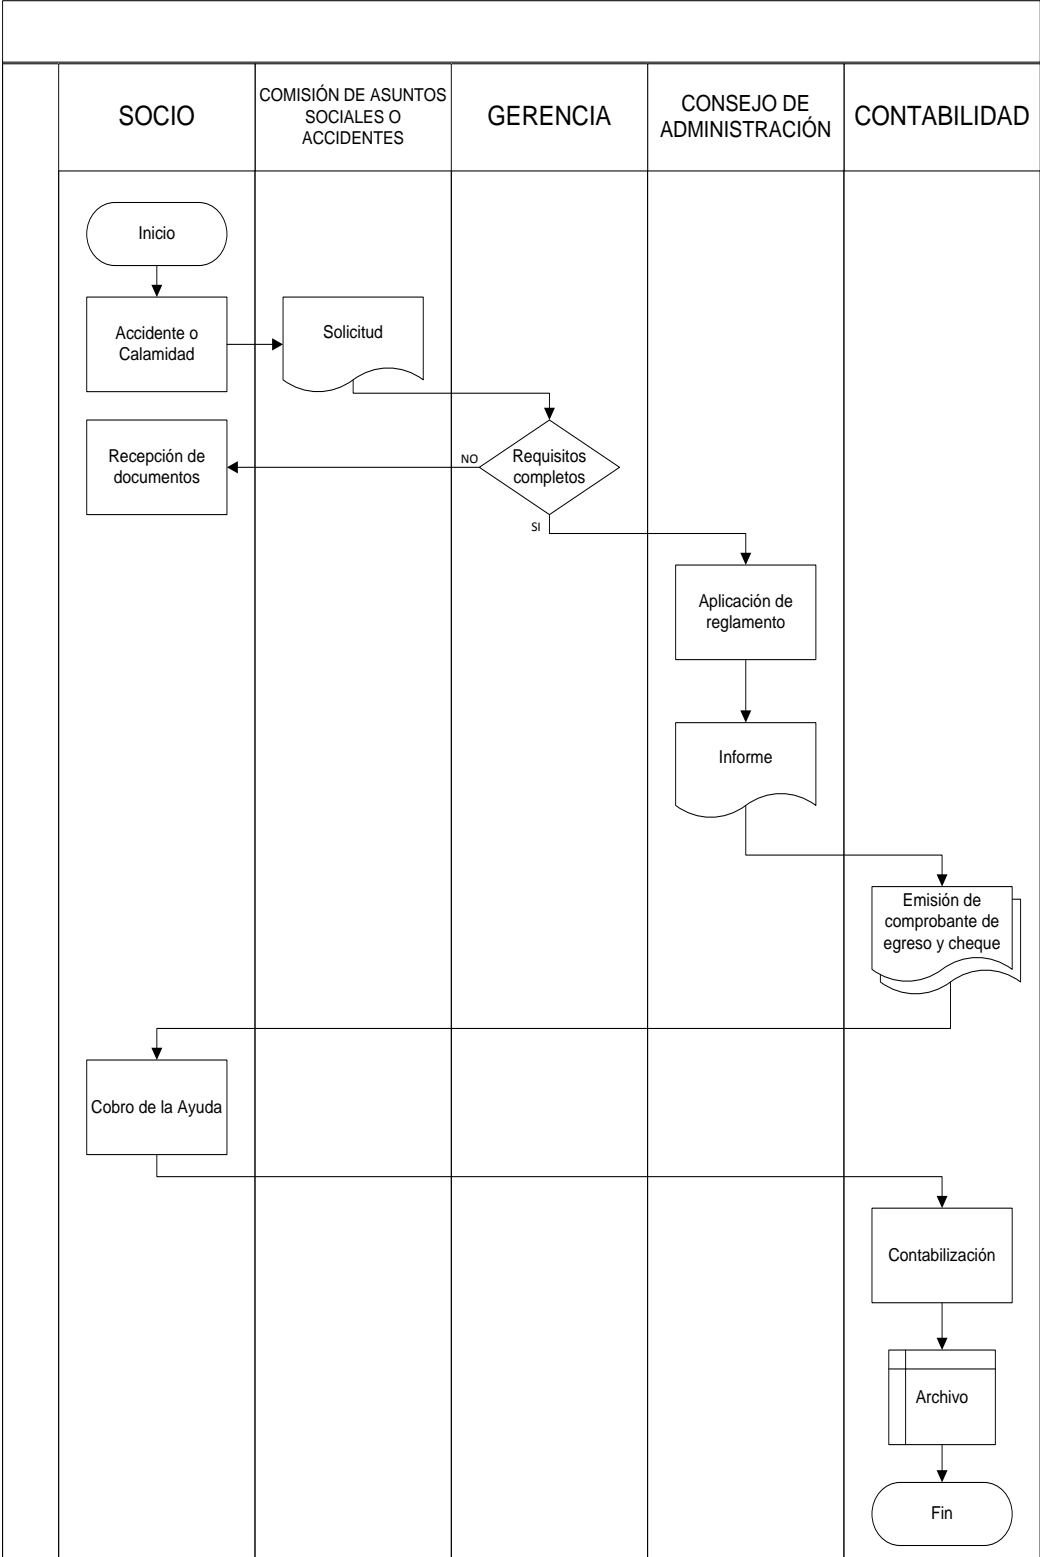 SOCIO
COMISIÓN DE ASUNTOS
SOCIALES O
ACCIDENTES
GERENCIA
CONSEJO DE
ADMINISTRACIÓN
CONTABILIDAD
Inicio
Accidente o
Calamidad
Solicitud
Recepción de
documentos
NO
Requisitos
completos
SI
Aplicación de
reglamento
Informe
Emisión de
comprobante de
egreso y cheque
Cobro de la Ayuda
Contabilización
Archivo
Fin